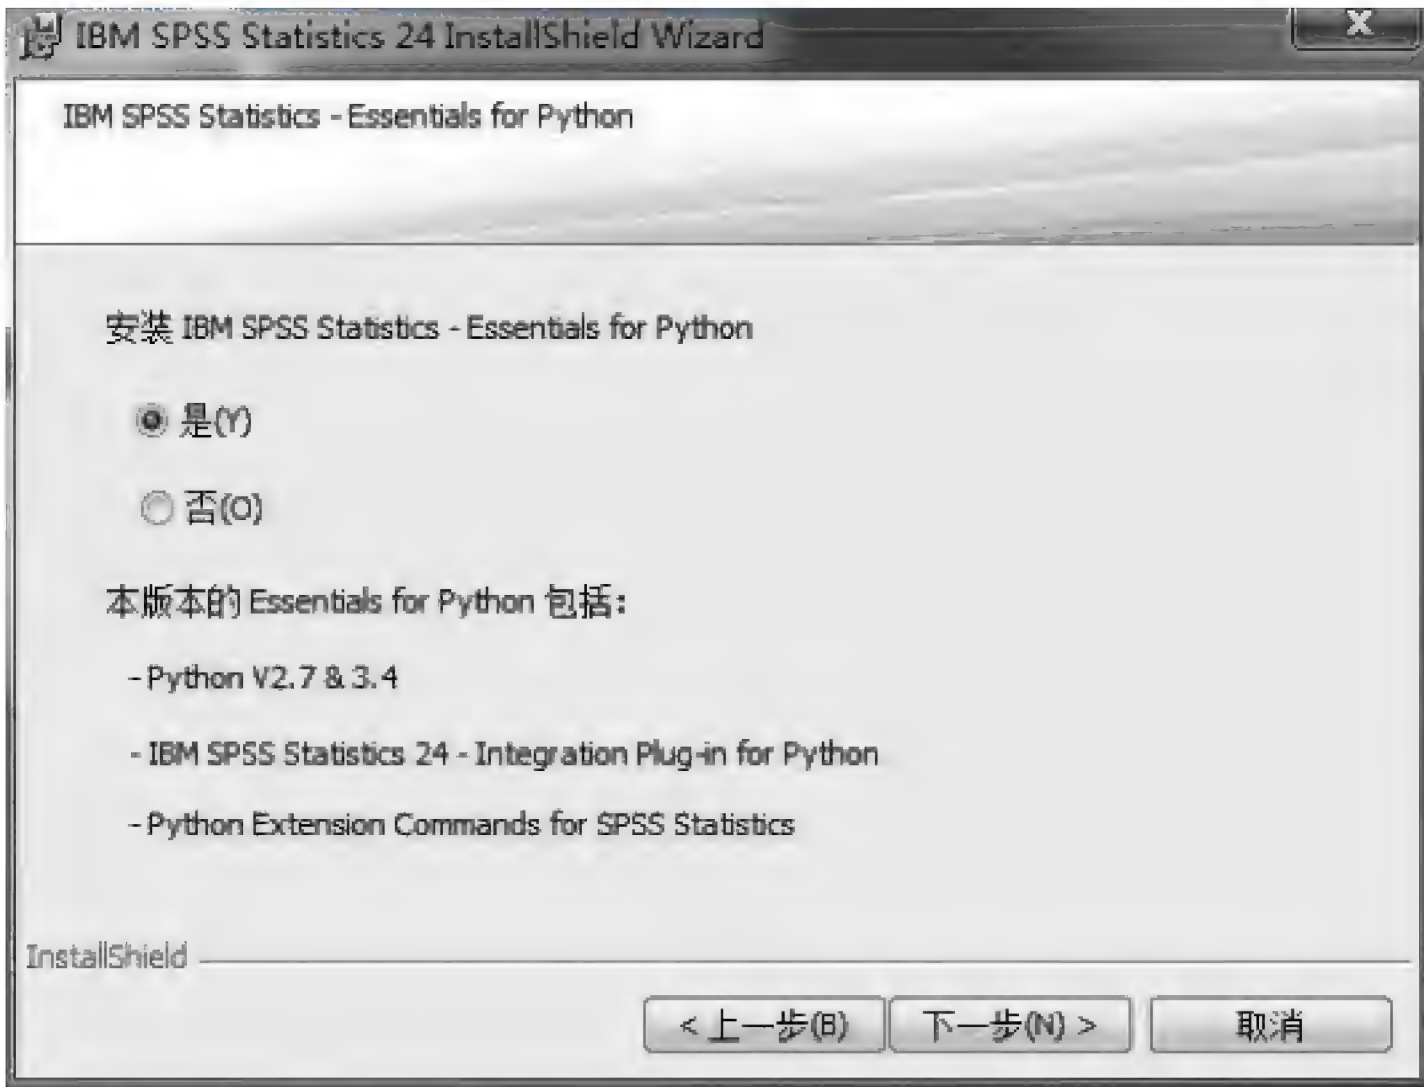 IBM SPSS Statistics 24 InstallShield Wizard
X
IBM SPSS Statistics - Essentials for Python
安装 IBM SPSS Statistics - Essentials for Python
是(Y)
否(O)
本版本的 Essentials for Python 包括:
- Python V2.7 & 3.4
- IBM SPSS Statistics 24 - Integration Plug-in for Python
- Python Extension Commands for SPSS Statistics
InstallShield
< 上一步(B) 下一步(N) > 取消